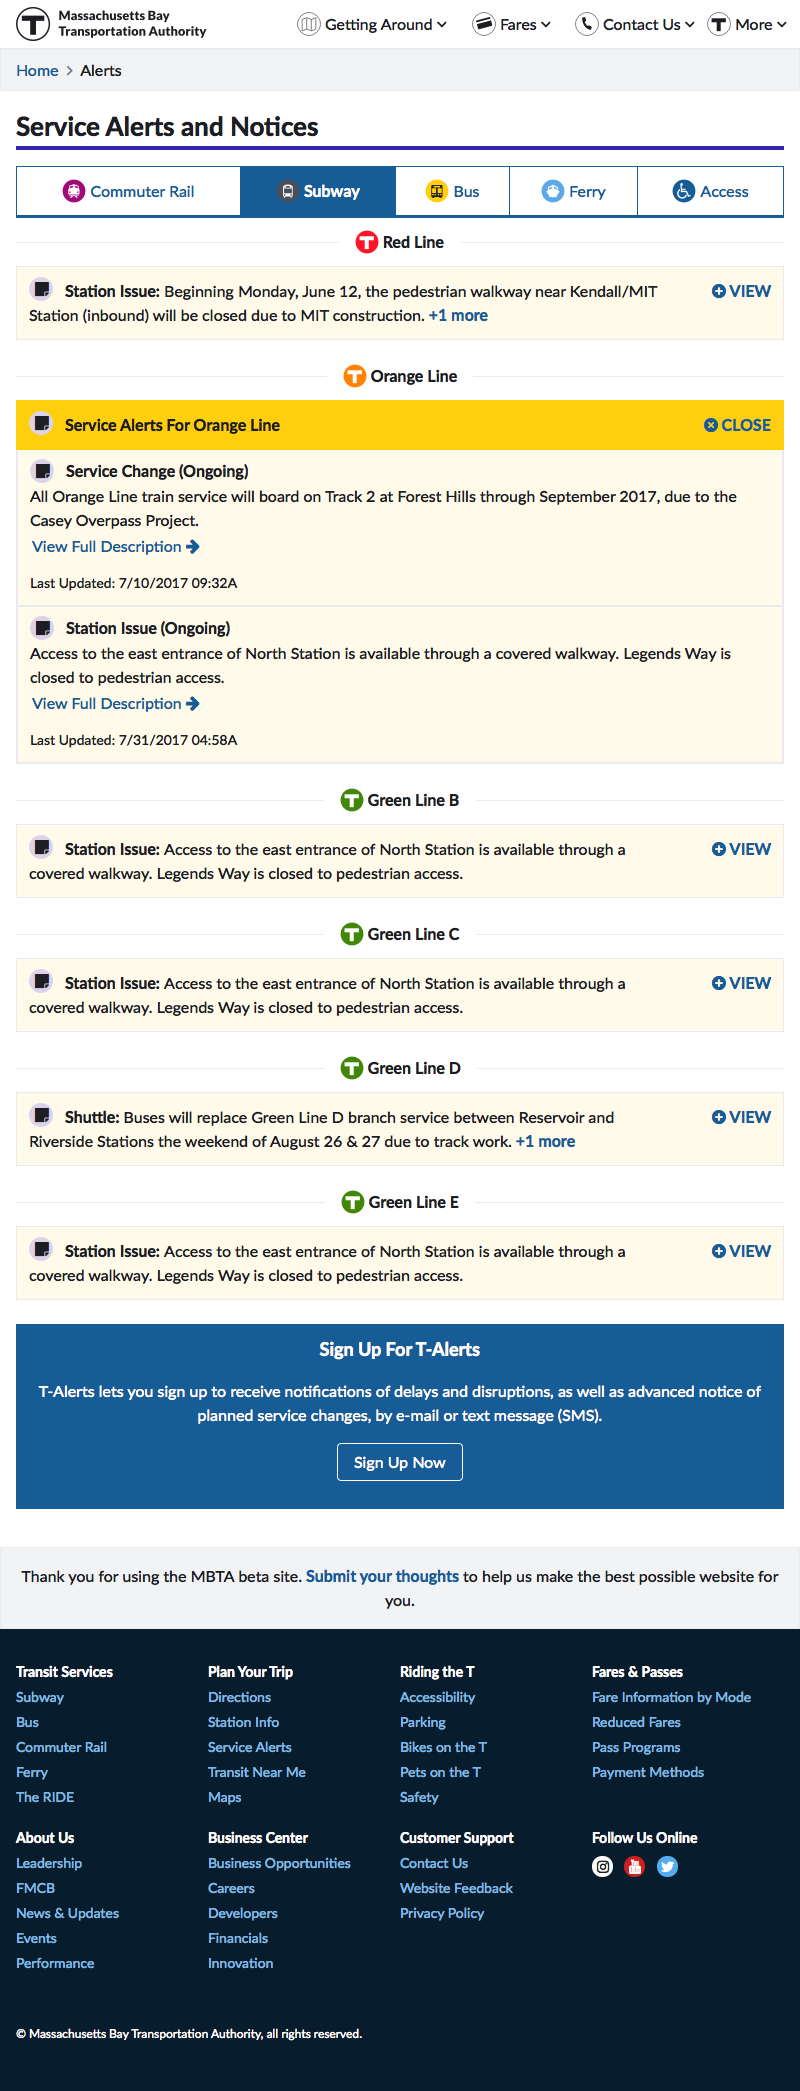 Massachusetts Bay
Transportation Authority
Getting Around
Fares
Contact Us
More
Home > Alerts
Service Alerts and Notices
Commuter Rail
Subway
Bus
Ferry
Access
Red Line
Station Issue: Beginning Monday, June 12, the pedestrian walkway near Kendall/MIT
Station (inbound) will be closed due to MIT construction. +1 more
VIEW
Orange Line
Service Alerts For Orange Line
CLOSE
Service Change (Ongoing)
All Orange Line train service will board on Track 2 at Forest Hills through September 2017, due to the
Casey Overpass Project.
View Full Description
Last Updated: 7/10/2017 09:32A
Station Issue (Ongoing)
Access to the east entrance of North Station is available through a covered walkway. Legends Way is
closed to pedestrian access.
View Full Description
Last Updated: 7/31/2017 04:58A
Green Line B
Station Issue: Access to the east entrance of North Station is available through a
covered walkway. Legends Way is closed to pedestrian access.
VIEW
Green Line C
Station Issue: Access to the east entrance of North Station is available through a
covered walkway. Legends Way is closed to pedestrian access.
VIEW
Green Line D
Shuttle: Buses will replace Green Line D branch service between Reservoir and
Riverside Stations the weekend of August 26 & 27 due to track work. +1 more
VIEW
Green Line E
Station Issue: Access to the east entrance of North Station is available through a
covered walkway. Legends Way is closed to pedestrian access.
VIEW
Sign Up For T-Alerts
T-Alerts lets you sign up to receive notifications of delays and disruptions, as well as advanced notice of
planned service changes, by e-mail or text message (SMS).
Sign Up Now
Thank you for using the MBTA beta site. Submit your thoughts to help us make the best possible website for
you.
Transit Services
Subway
Bus
Commuter Rail
Ferry
The RIDE
Plan Your Trip
Directions
Station Info
Service Alerts
Transit Near Me
Maps
Riding the T
Accessibility
Parking
Bikes on the T
Pets on the T
Safety
Fares & Passes
Fare Information by Mode
Reduced Fares
Pass Programs
Payment Methods
About Us
Leadership
FMCB
News & Updates
Events
Performance
Business Center
Business Opportunities
Careers
Developers
Financials
Innovation
Customer Support
Contact Us
Website Feedback
Privacy Policy
Follow Us Online
© Massachusetts Bay Transportation Authority, all rights reserved.